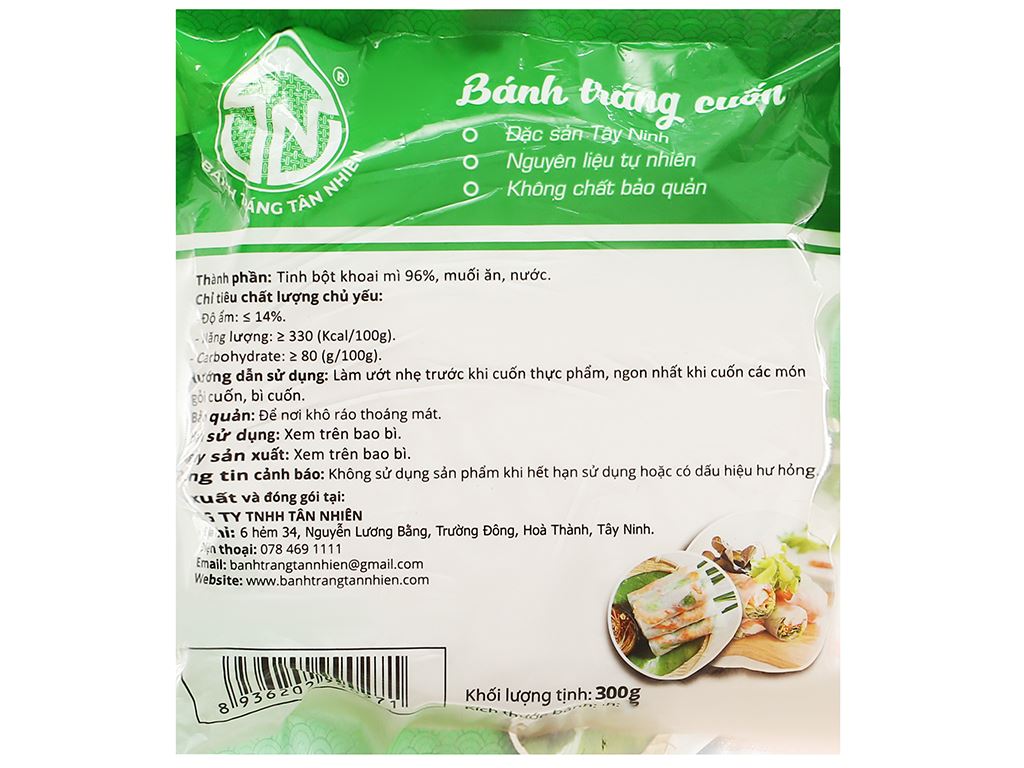 TN ®
BÁNH TRÁNG TÂN NHIÊN
Bánh tráng cuốn
Đặc sản Tây Ninh
Nguyên liệu tự nhiên
Không chất bảo quản
Thành phần: Tinh bột khoai mì 96%, muối ăn, nước.
Chỉ tiêu chất lượng chủ yếu:
- Độ ẩm: ≤ 14%.
- Năng lượng: ≥ 330 (Kcal/100g).
- Carbohydrate: ≥ 80 (g/100g).
Hướng dẫn sử dụng: Làm ướt nhẹ trước khi cuốn thực phẩm, ngon nhất khi cuốn các món
gỏi cuốn, bì cuốn.
Bảo quản: Để nơi khô ráo thoáng mát.
sử dụng: Xem trên bao bì.
sản xuất: Xem trên bao bì.
tin cảnh báo: Không sử dụng sản phẩm khi hết hạn sử dụng hoặc có dấu hiệu hư hỏng.
xuất và đóng gói tại:
TY TNHH TÂN NHIÊN
6 hẻm 34, Nguyễn Lương Bằng, Trường Đông, Hoà Thành, Tây Ninh.
thoại: 078 469 1111
Email: banhtrangtannhien@gmail.com
Website: www.banhtrangtannhien.com
Khối lượng tịnh: 300g